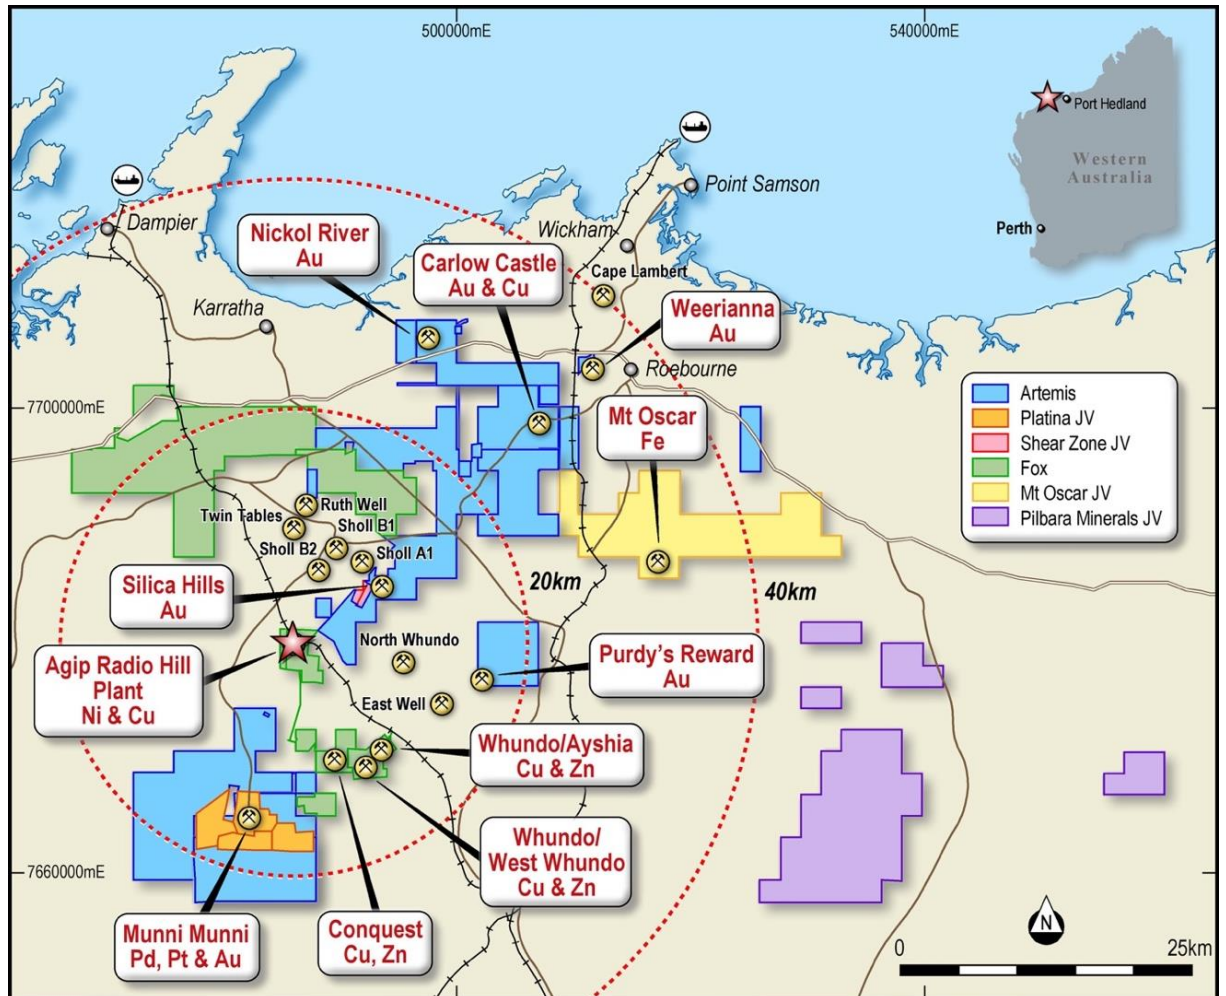 500000mE
540000mE
Port Hedland
Western
Australia
Perth
Point Samson
Dampier
Wickham
Nickol River
Au
Carlow Castle
Au & Cu
Cape Lambert
Weerianna
Au
Karratha
Roebourne
7700000mE
Mt Oscar
Fe
Artemis
Platina JV
Shear Zone JV
Fox
Mt Oscar JV
Pilbara Minerals JV
Ruth Well
Twin Tables
Sholl B1
Sholl B2
Sholl A1
Silica Hills
Au
20km
40km
North Whundo
Agip Radio Hill
Plant
Ni & Cu
Purdy's Reward
Au
East Well
Whundo/Ayshia
Cu & Zn
Whundo/
West Whundo
Cu & Zn
7660000mE
Munni Munni
Pd, Pt & Au
Conquest
Cu, Zn
N
0
25km